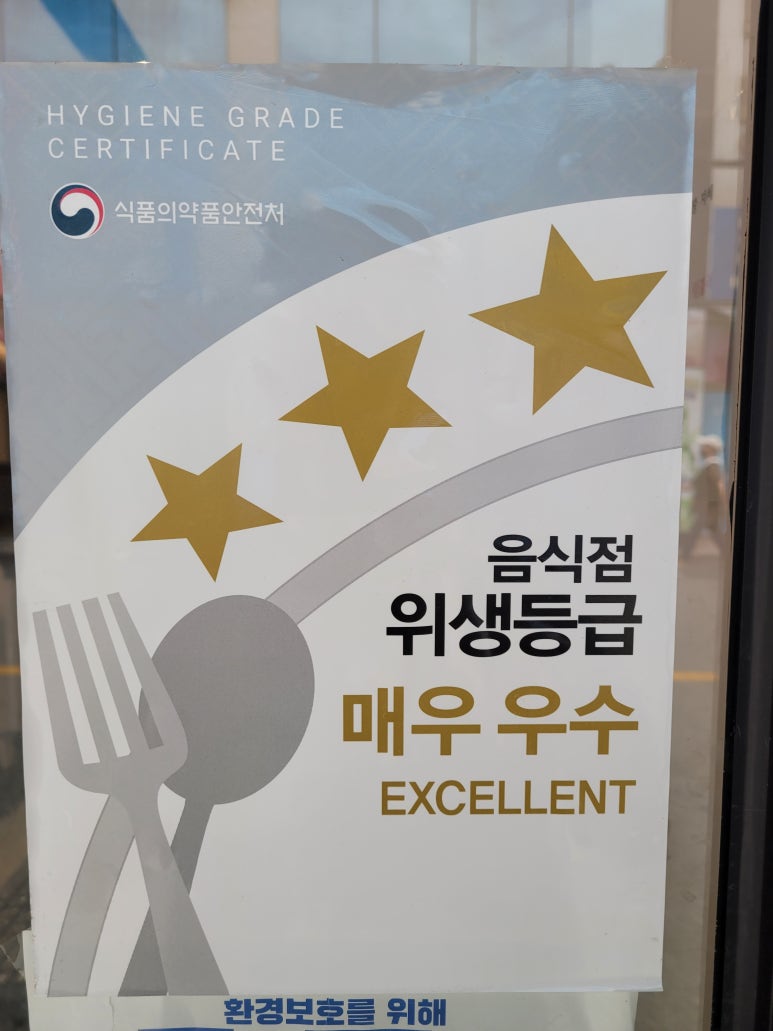 HYGIENE GRADE
CERTIFICATE
식품의약품안전처
음식점
위생등급
매우 우수
EXCELLENT
환경보호를 위해